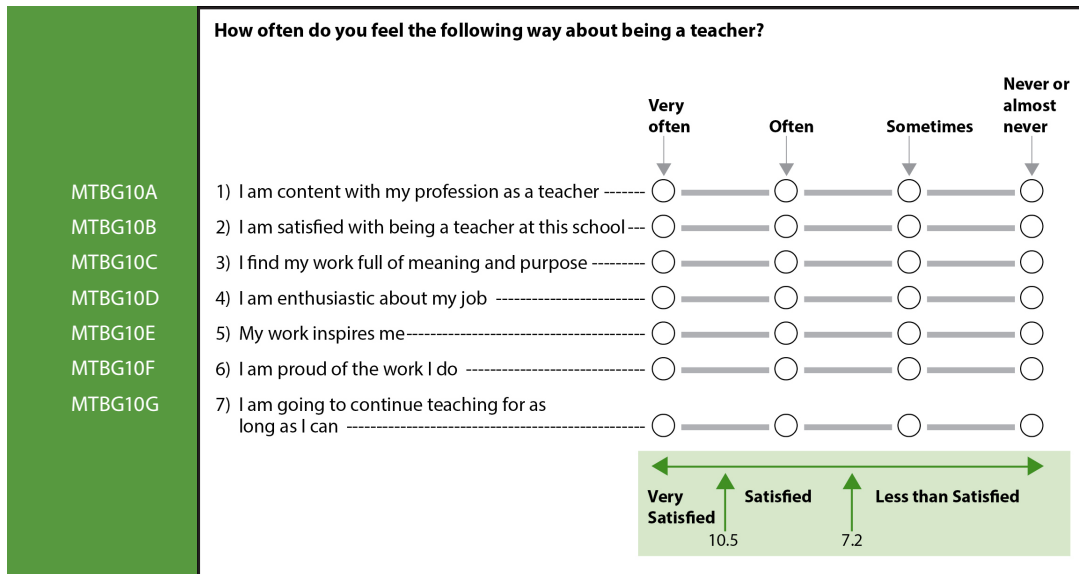 How often do you feel the following way about being a teacher?
Very often
Often
Sometimes
Never or almost never
MTBG10A 1) I am content with my profession as a teacher
MTBG10B 2) I am satisfied with being a teacher at this school
MTBG10C 3) I find my work full of meaning and purpose
MTBG10D 4) I am enthusiastic about my job
MTBG10E 5) My work inspires me
MTBG10F 6) I am proud of the work I do
MTBG10G 7) I am going to continue teaching for as
long as I can
Very Satisfied
Satisfied
Less than Satisfied
10.5
7.2